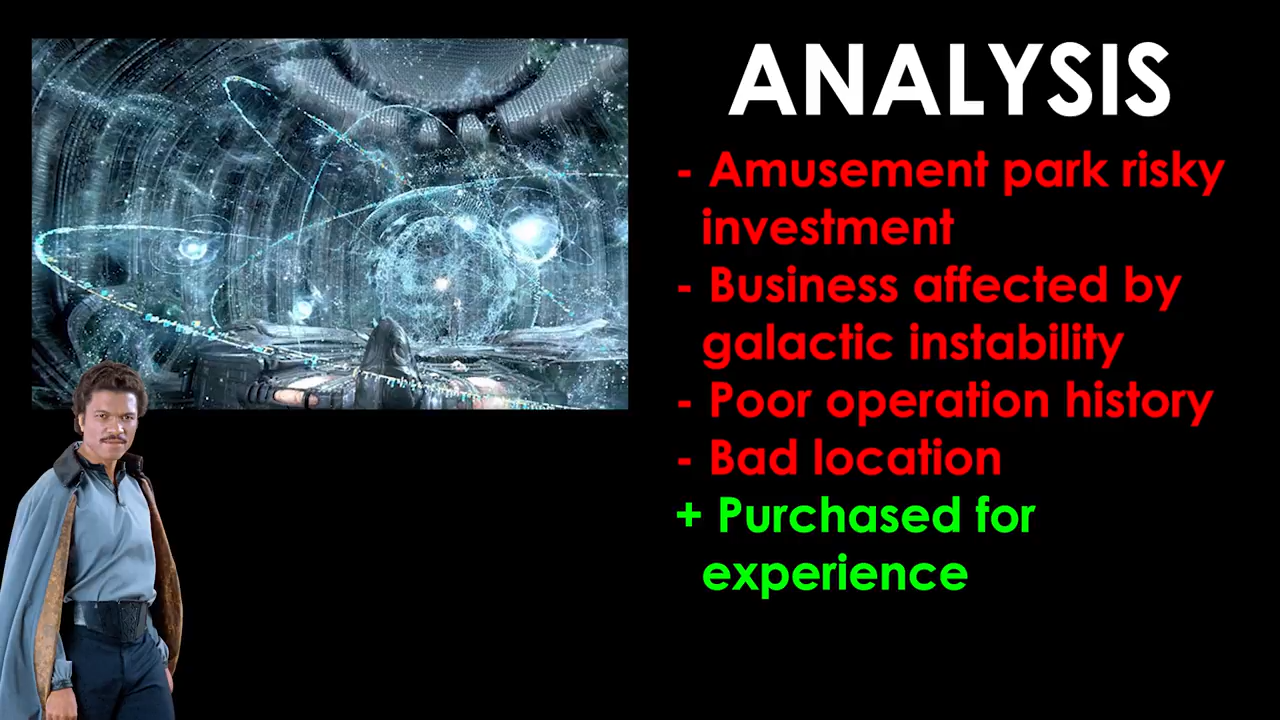 ANALYSIS
- Amusement park risky
investment
- Business affected by
galactic instability
- Poor operation history
- Bad location
+ Purchased for
experience